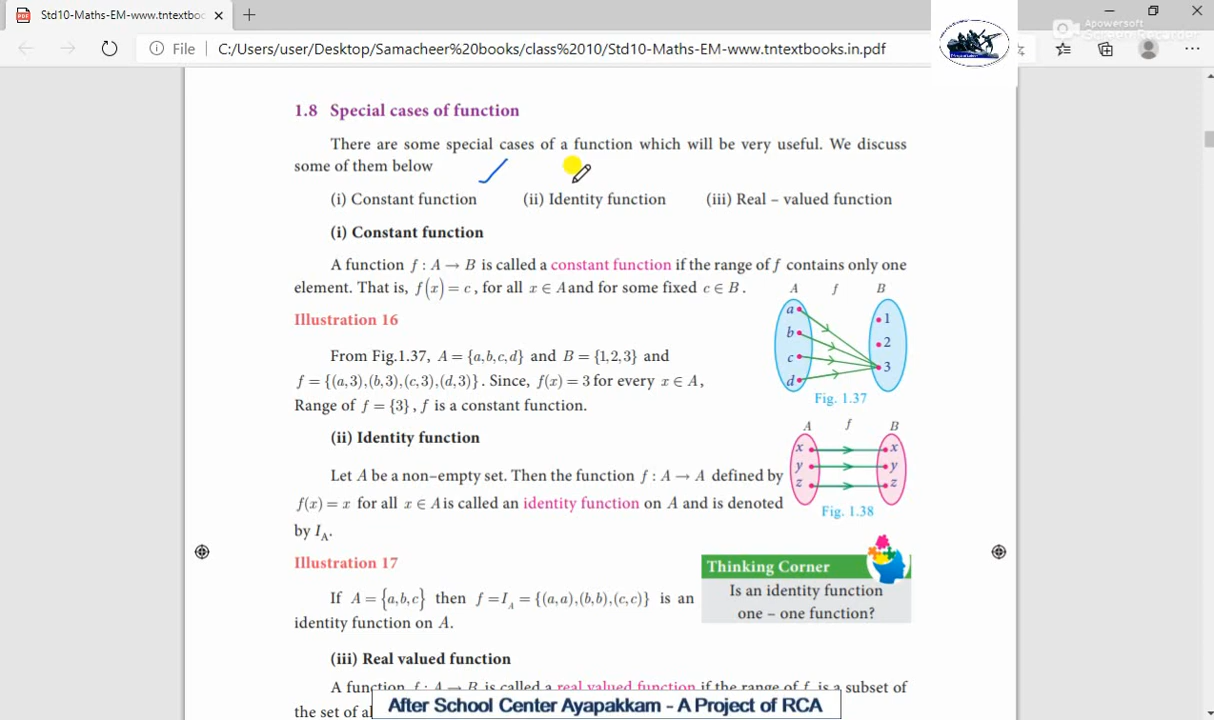 Std10-Maths-EM-www.tntextboo
File C:/Users/user/Desktop/Samacheer%20books/class%2010/Std10-Maths-EM-www.tntextbooks.in.pdf
Apowersoft
Screen Recorder
1.8 Special cases of function
There are some special cases of a function which will be very useful. We discuss
some of them below
(i) Constant function (ii) Identity function (iii) Real – valued function
(i) Constant function
A function f : A → B is called a constant function if the range of f contains only one
element. That is, f(x) = c , for all x ∈ A and for some fixed c ∈ B .
A f B
a
b
c
d
1
2
3
Fig. 1.37
Illustration 16
From Fig.1.37, A = {a,b,c,d} and B = {1,2,3} and
f = {(a,3),(b,3),(c,3),(d,3)} . Since, f(x) = 3 for every x ∈ A,
Range of f = {3} , f is a constant function.
(ii) Identity function
A f B
x x
y y
z z
Fig. 1.38
Let A be a non–empty set. Then the function f : A → A defined by
f(x) = x for all x ∈ A is called an identity function on A and is denoted
by I_A.
Illustration 17
If A = {a,b,c} then f = I_A = {(a,a),(b,b),(c,c)} is an
identity function on A.
Thinking Corner
Is an identity function
one – one function?
(iii) Real valued function
A function f : A → B is called a real valued function if the range of f is a subset of
the set of al
After School Center Ayapakkam - A Project of RCA